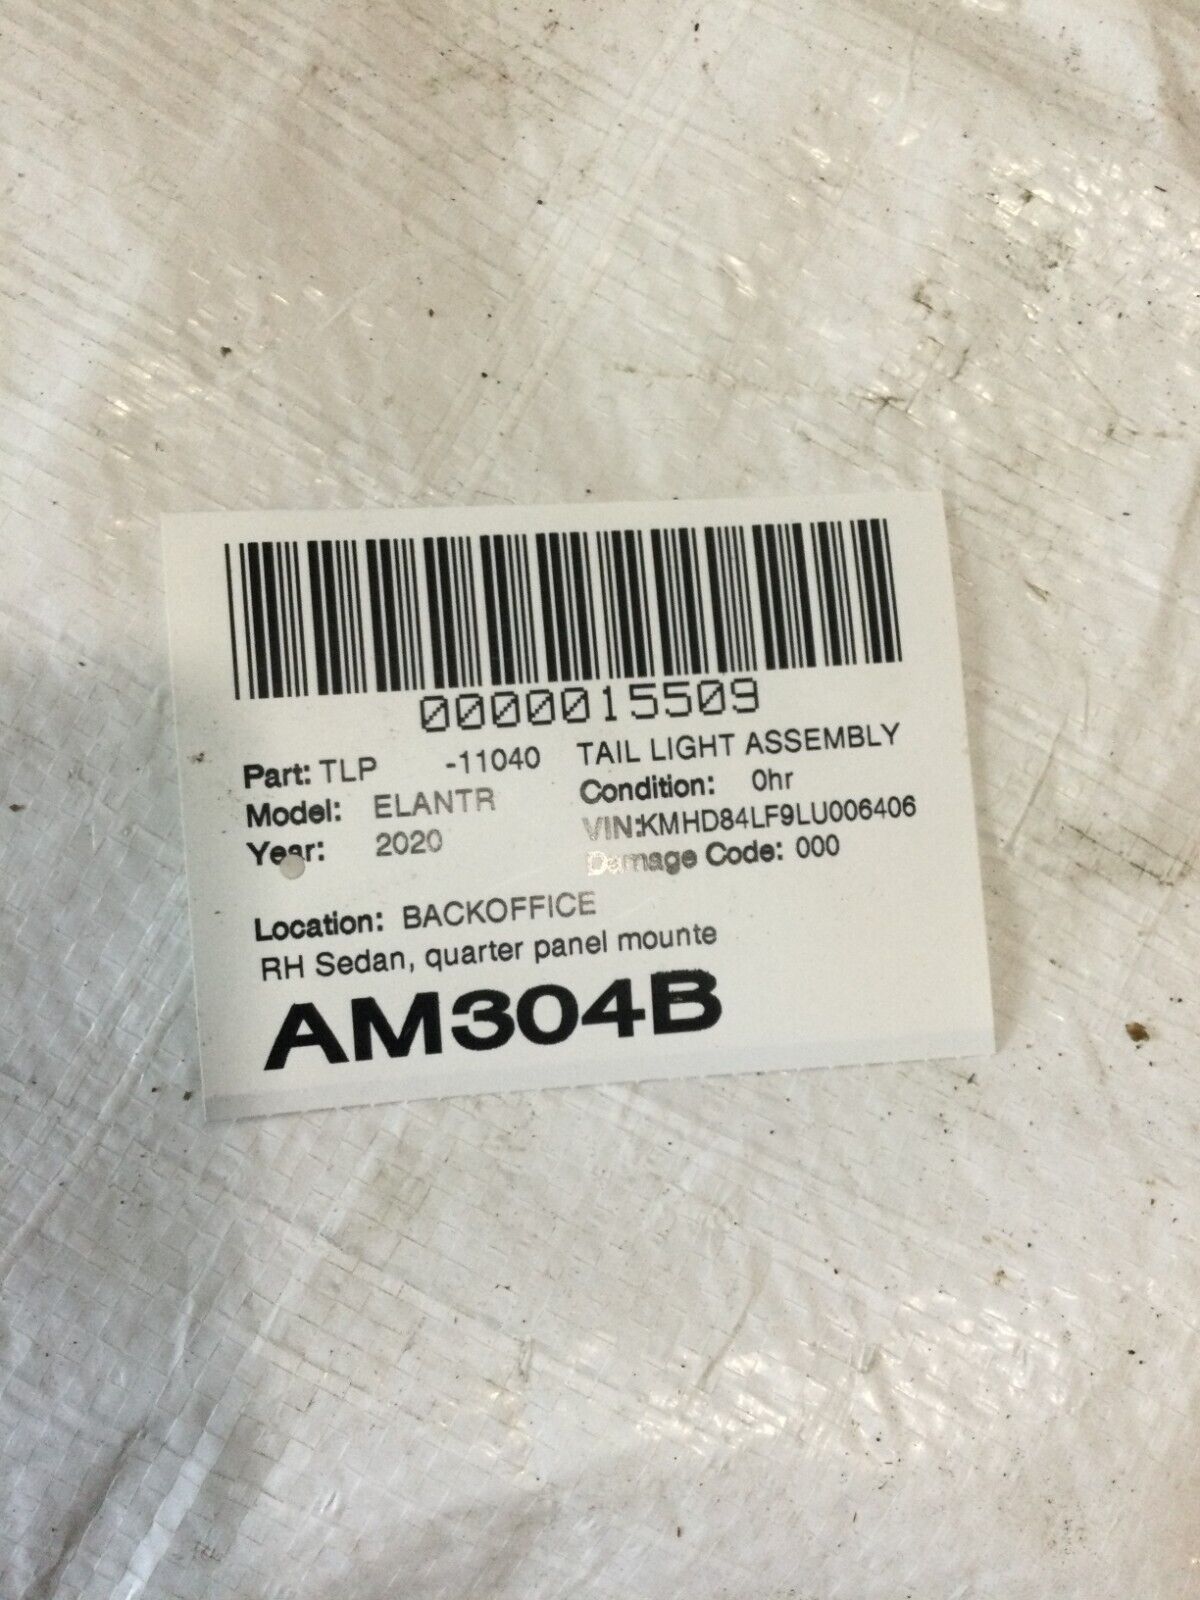 0000015509
Part: TLP -11040 TAIL LIGHT ASSEMBLY
Model: ELANTR Condition: 0hr
Year: 2020 VIN:KMHD84LF9LU006406
Damage Code: 000
Location: BACKOFFICE
RH Sedan, quarter panel mounte
AM304B